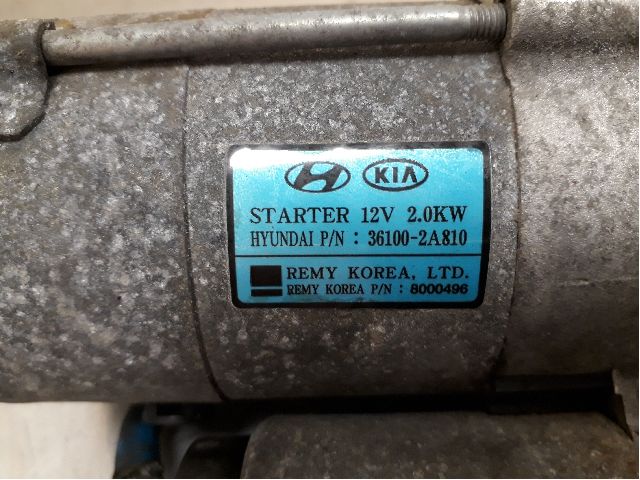 KIA
STARTER 12V 2.0KW
HYUNDAI P/N : 36100-2A810
REMY KOREA, LTD.
REMY KOREA P/N : 8000496